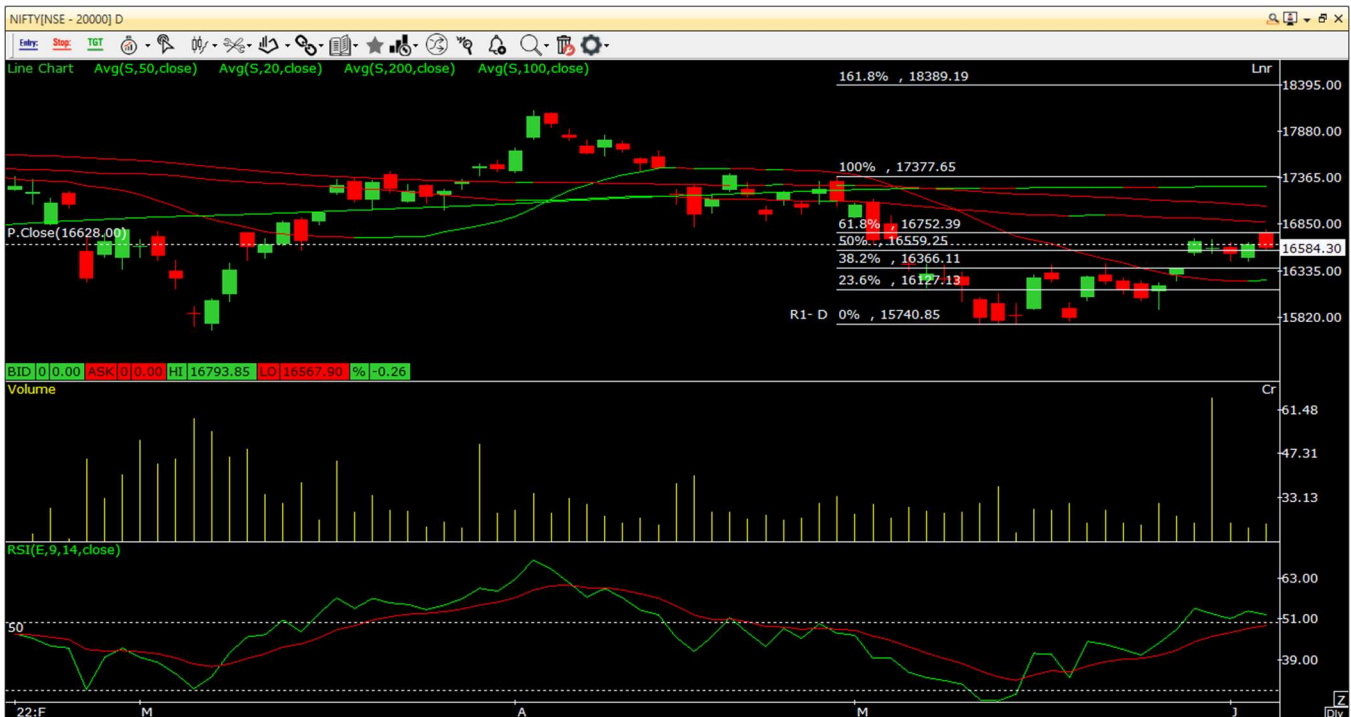 NIFTY[NSE - 20000] D
Entry: Stop: TGT
Line Chart Avg(S,50,close) Avg(S,20,close) Avg(S,200,close) Avg(S,100,close) Lnr
161.8% , 18389.19
18395.00
17880.00
100% , 17377.65
17365.00
61.8% , 16752.39
16850.00
P.Close(16628.00)
50% , 16559.25
16584.30
38.2% , 16366.11
16335.00
23.6% , 16127.13
R1- D 0% , 15740.85
15820.00
BID 0 0.00 ASK 0 0.00 HI 16793.85 LO 16567.90 % -0.26
Volume Cr
61.48
47.31
33.13
RSI(E,9,14,close)
63.00
50
51.00
39.00
22:F M A M J
Z
Dly